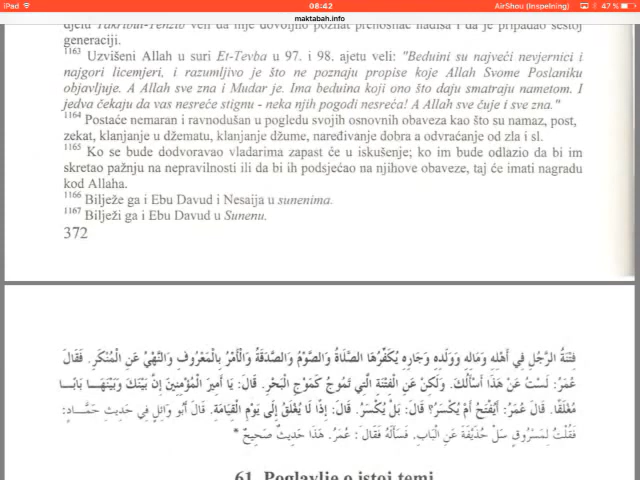 iPad 08:42 AirShou (Inspelning) 47 %
maktabah.info
djelu Takribut-Tehzib veli da nije dovoljno poznat prenosilac hadisa i da je pripadao šestoj
generaciji.
1163 Uzvišeni Allah u suri Et-Tevba u 97. i 98. ajetu veli: "Beduini su najveći nevjernici i
najgori licemjeri, i razumljivo je što ne poznaju propise koje Allah Svome Poslaniku
objavljuje. A Allah sve zna i Mudar je. Ima beduina koji ono što daju smatraju nametom. I
jedva čekaju da vas nesreće stignu - neka njih pogodi nesreća! A Allah sve čuje i sve zna."
1164 Postaće nemaran i ravnodušan u pogledu svojih osnovnih obaveza kao što su namaz, post,
zekat, klanjanje u džematu, klanjanje džume, naređivanje dobra a odvraćanje od zla i sl.
1165 Ko se bude dodvoravao vladarima zapast će u iskušenje; ko im bude odlazio da bi im
skretao pažnju na nepravilnosti ili da bi ih podsjećao na njihove obaveze, taj će imati nagradu
kod Allaha.
1166 Bilježe ga i Ebu Davud i Nesaija u sunenima.
1167 Bilježi ga i Ebu Davud u Sunenu.
372
فِتْنَةُ الرَّجُلِ فِي أَهْلِهِ وَمَالِهِ وَوَلَدِهِ وَجَارِهِ يُكَفِّرُهَا الصَّلَاةُ وَالصَّوْمُ وَالصَّدَقَةُ وَالْأَمْرُ بِالْمَعْرُوفِ وَالنَّهْيُ عَنِ الْمُنْكَرِ. فَقَالَ
عُمَرُ: لَسْتُ عَنْ هَذَا أَسْأَلُكَ. وَلَكِنْ عَنِ الْفِتْنَةِ الَّتِي تَمُوجُ كَمَوْجِ الْبَحْرِ. قَالَ: يَا أَمِيرَ الْمُؤْمِنِينَ إِنَّ بَيْنَكَ وَبَيْنَهَا بَابًا
مُغْلَقًا. قَالَ عُمَرُ: أَيُفْتَحُ أَمْ يُكْسَرُ؟ قَالَ: بَلْ يُكْسَرُ. قَالَ: إِذًا لَا يُغْلَقُ إِلَى يَوْمِ الْقِيَامَةِ. قَالَ أَبُو وَائِلٍ فِي حَدِيثِ حَمَّادٍ:
فَقُلْتُ لِمَسْرُوقٍ سَلْ حُذَيْفَةَ عَنِ الْبَابِ. فَسَأَلَهُ فَقَالَ: عُمَرُ. هَذَا حَدِيثٌ صَحِيحٌ *
61. Poglavlje o istoj temi